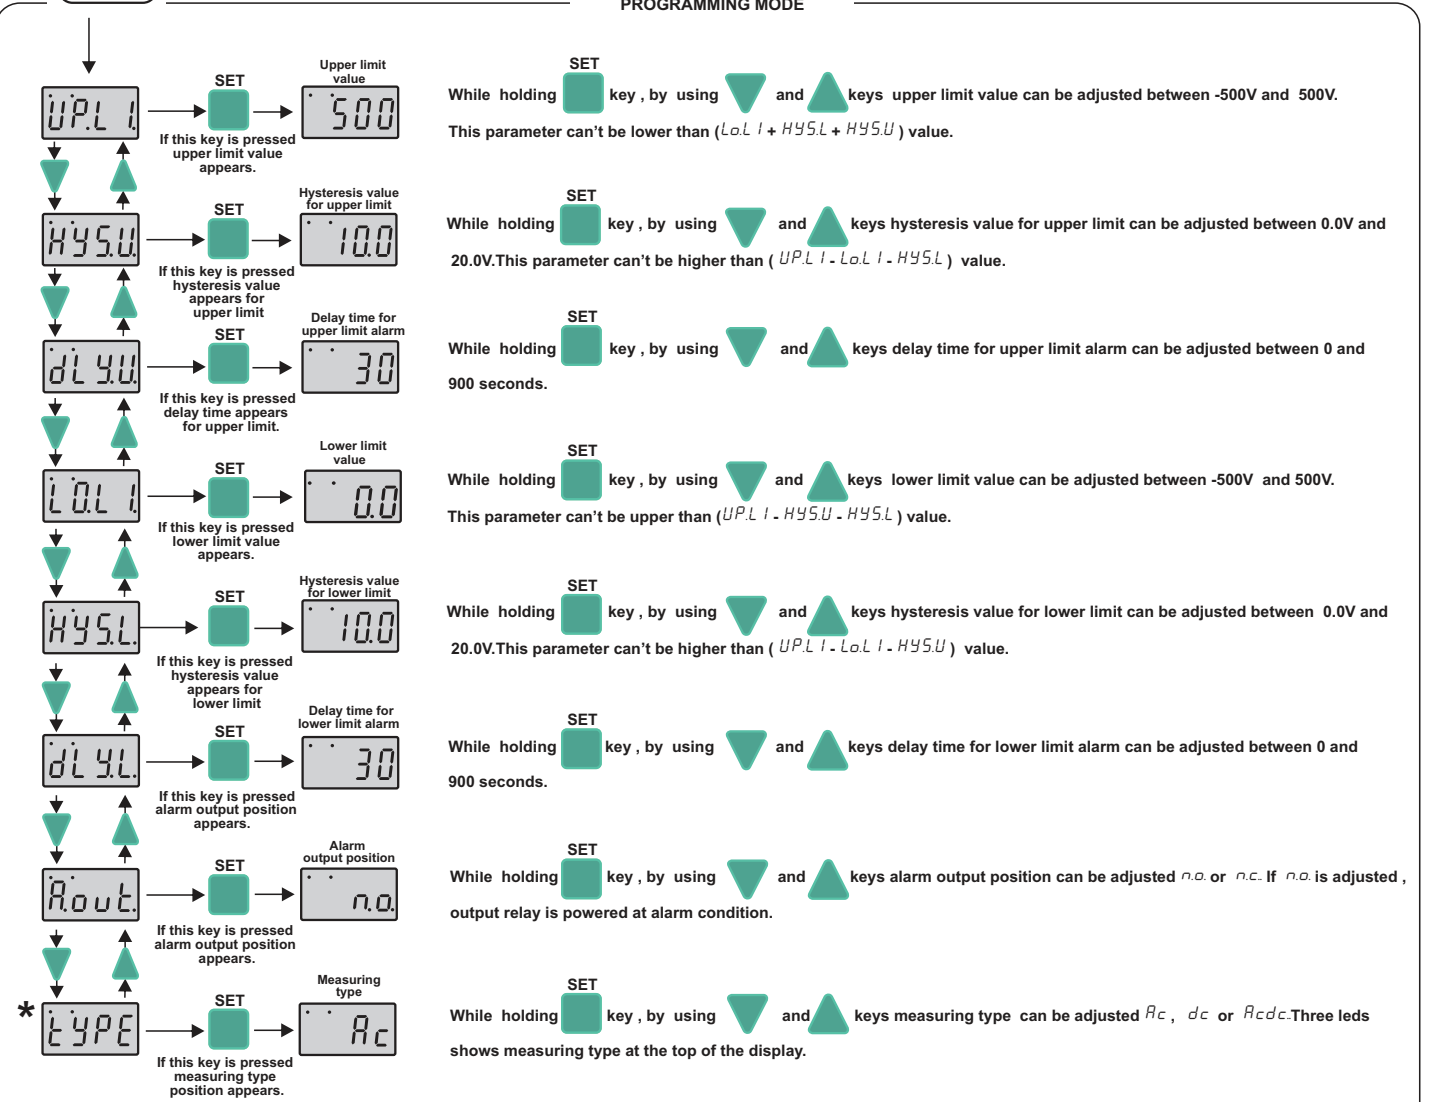 PROGRAMMING MODE
UP.L I.
SET
If this key is pressed
upper limit value
appears.
Upper limit
value
500
While holding SET key , by using and keys upper limit value can be adjusted between -500V and 500V.
This parameter can't be lower than (Lo.L I + HYS.L + HYS.U ) value.
HYS.U.
SET
If this key is pressed
hysteresis value
appears for
upper limit
Hysteresis value
for upper limit
10.0
While holding SET key , by using and keys hysteresis value for upper limit can be adjusted between 0.0V and
20.0V.This parameter can't be higher than ( UP.L I - Lo.L I - HYS.L ) value.
dLY.U.
SET
If this key is pressed
delay time appears
for upper limit.
Delay time for
upper limit alarm
30
While holding SET key , by using and keys delay time for upper limit alarm can be adjusted between 0 and
900 seconds.
L0.L I.
SET
If this key is pressed
lower limit value
appears.
Lower limit
value
0.0
While holding SET key , by using and keys lower limit value can be adjusted between -500V and 500V.
This parameter can't be upper than (UP.L I - HYS.U - HYS.L ) value.
HYS.L.
SET
If this key is pressed
hysteresis value
appears for
lower limit
Hysteresis value
for lower limit
10.0
While holding SET key , by using and keys hysteresis value for lower limit can be adjusted between 0.0V and
20.0V.This parameter can't be higher than ( UP.L I - Lo.L I - HYS.U ) value.
dLY.L.
SET
If this key is pressed
alarm output position
appears.
Delay time for
lower limit alarm
30
While holding SET key , by using and keys delay time for lower limit alarm can be adjusted between 0 and
900 seconds.
A.out.
SET
If this key is pressed
alarm output position
appears.
Alarm
output position
n.o.
While holding SET key , by using and keys alarm output position can be adjusted n.o. or n.c.. If n.o. is adjusted ,
output relay is powered at alarm condition.
* tYPE
SET
If this key is pressed
measuring type
position appears.
Measuring
type
Ac
While holding SET key , by using and keys measuring type can be adjusted Ac , dc or Acdc.Three leds
shows measuring type at the top of the display.